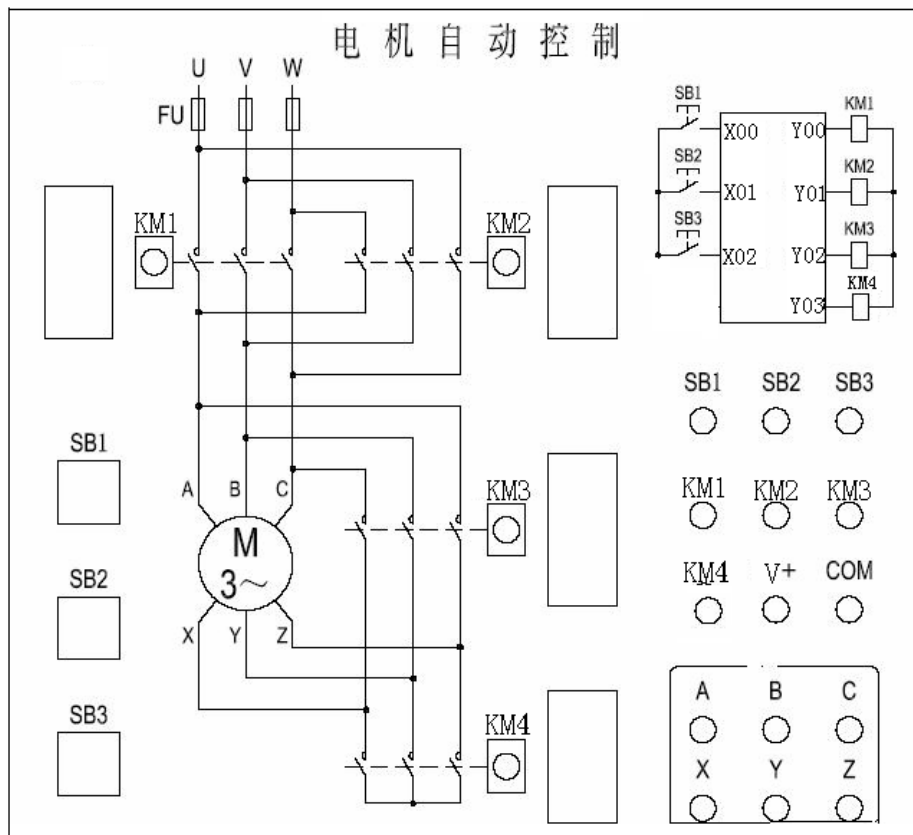 电机自动控制
U V W
FU
KM1
KM2
SB1
X00
Y00
KM1
SB2
X01
Y01
KM2
SB3
X02
Y02
KM3
Y03
KM4
SB1
SB2
SB3
A B C
M
3～
X Y Z
KM3
KM4
SB1 SB2 SB3
KM1 KM2 KM3
KM4 V+ COM
A B C
X Y Z